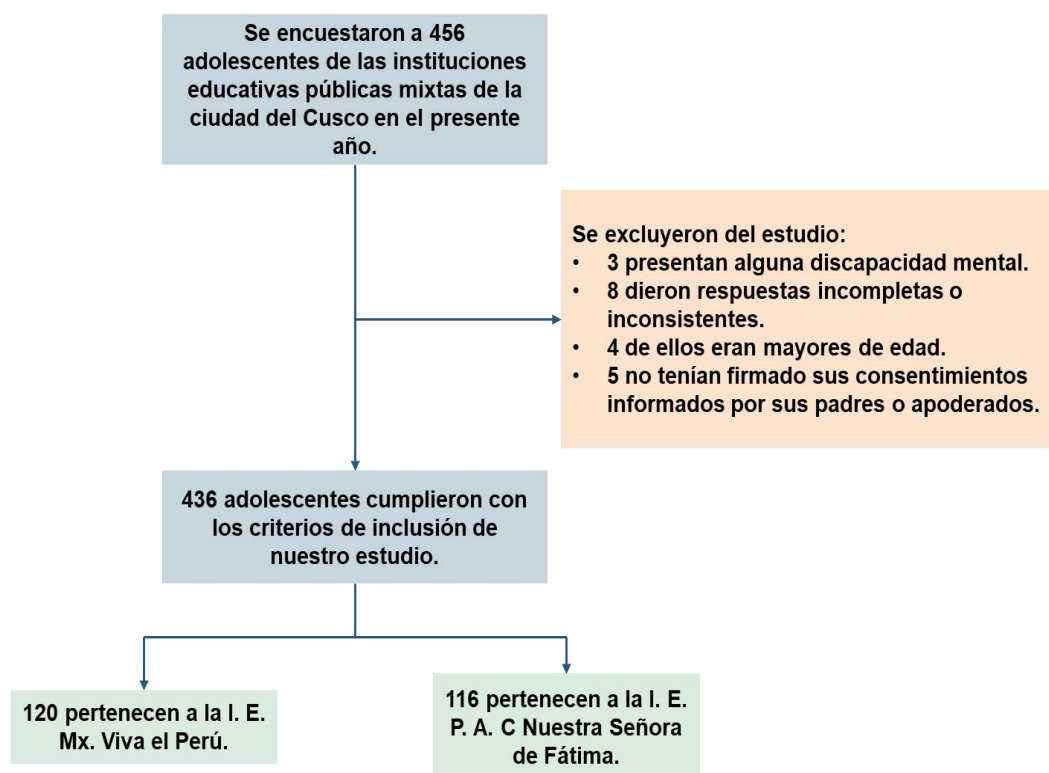 Se encuestaron a 456
adolescentes de las instituciones
educativas públicas mixtas de la
ciudad del Cusco en el presente
año.
Se excluyeron del estudio:
• 3 presentan alguna discapacidad mental.
• 8 dieron respuestas incompletas o
inconsistentes.
• 4 de ellos eran mayores de edad.
• 5 no tenían firmado sus consentimientos
informados por sus padres o apoderados.
436 adolescentes cumplieron con
los criterios de inclusión de
nuestro estudio.
120 pertenecen a la I. E.
Mx. Viva el Perú.
116 pertenecen a la I. E.
P. A. C Nuestra Señora
de Fátima.